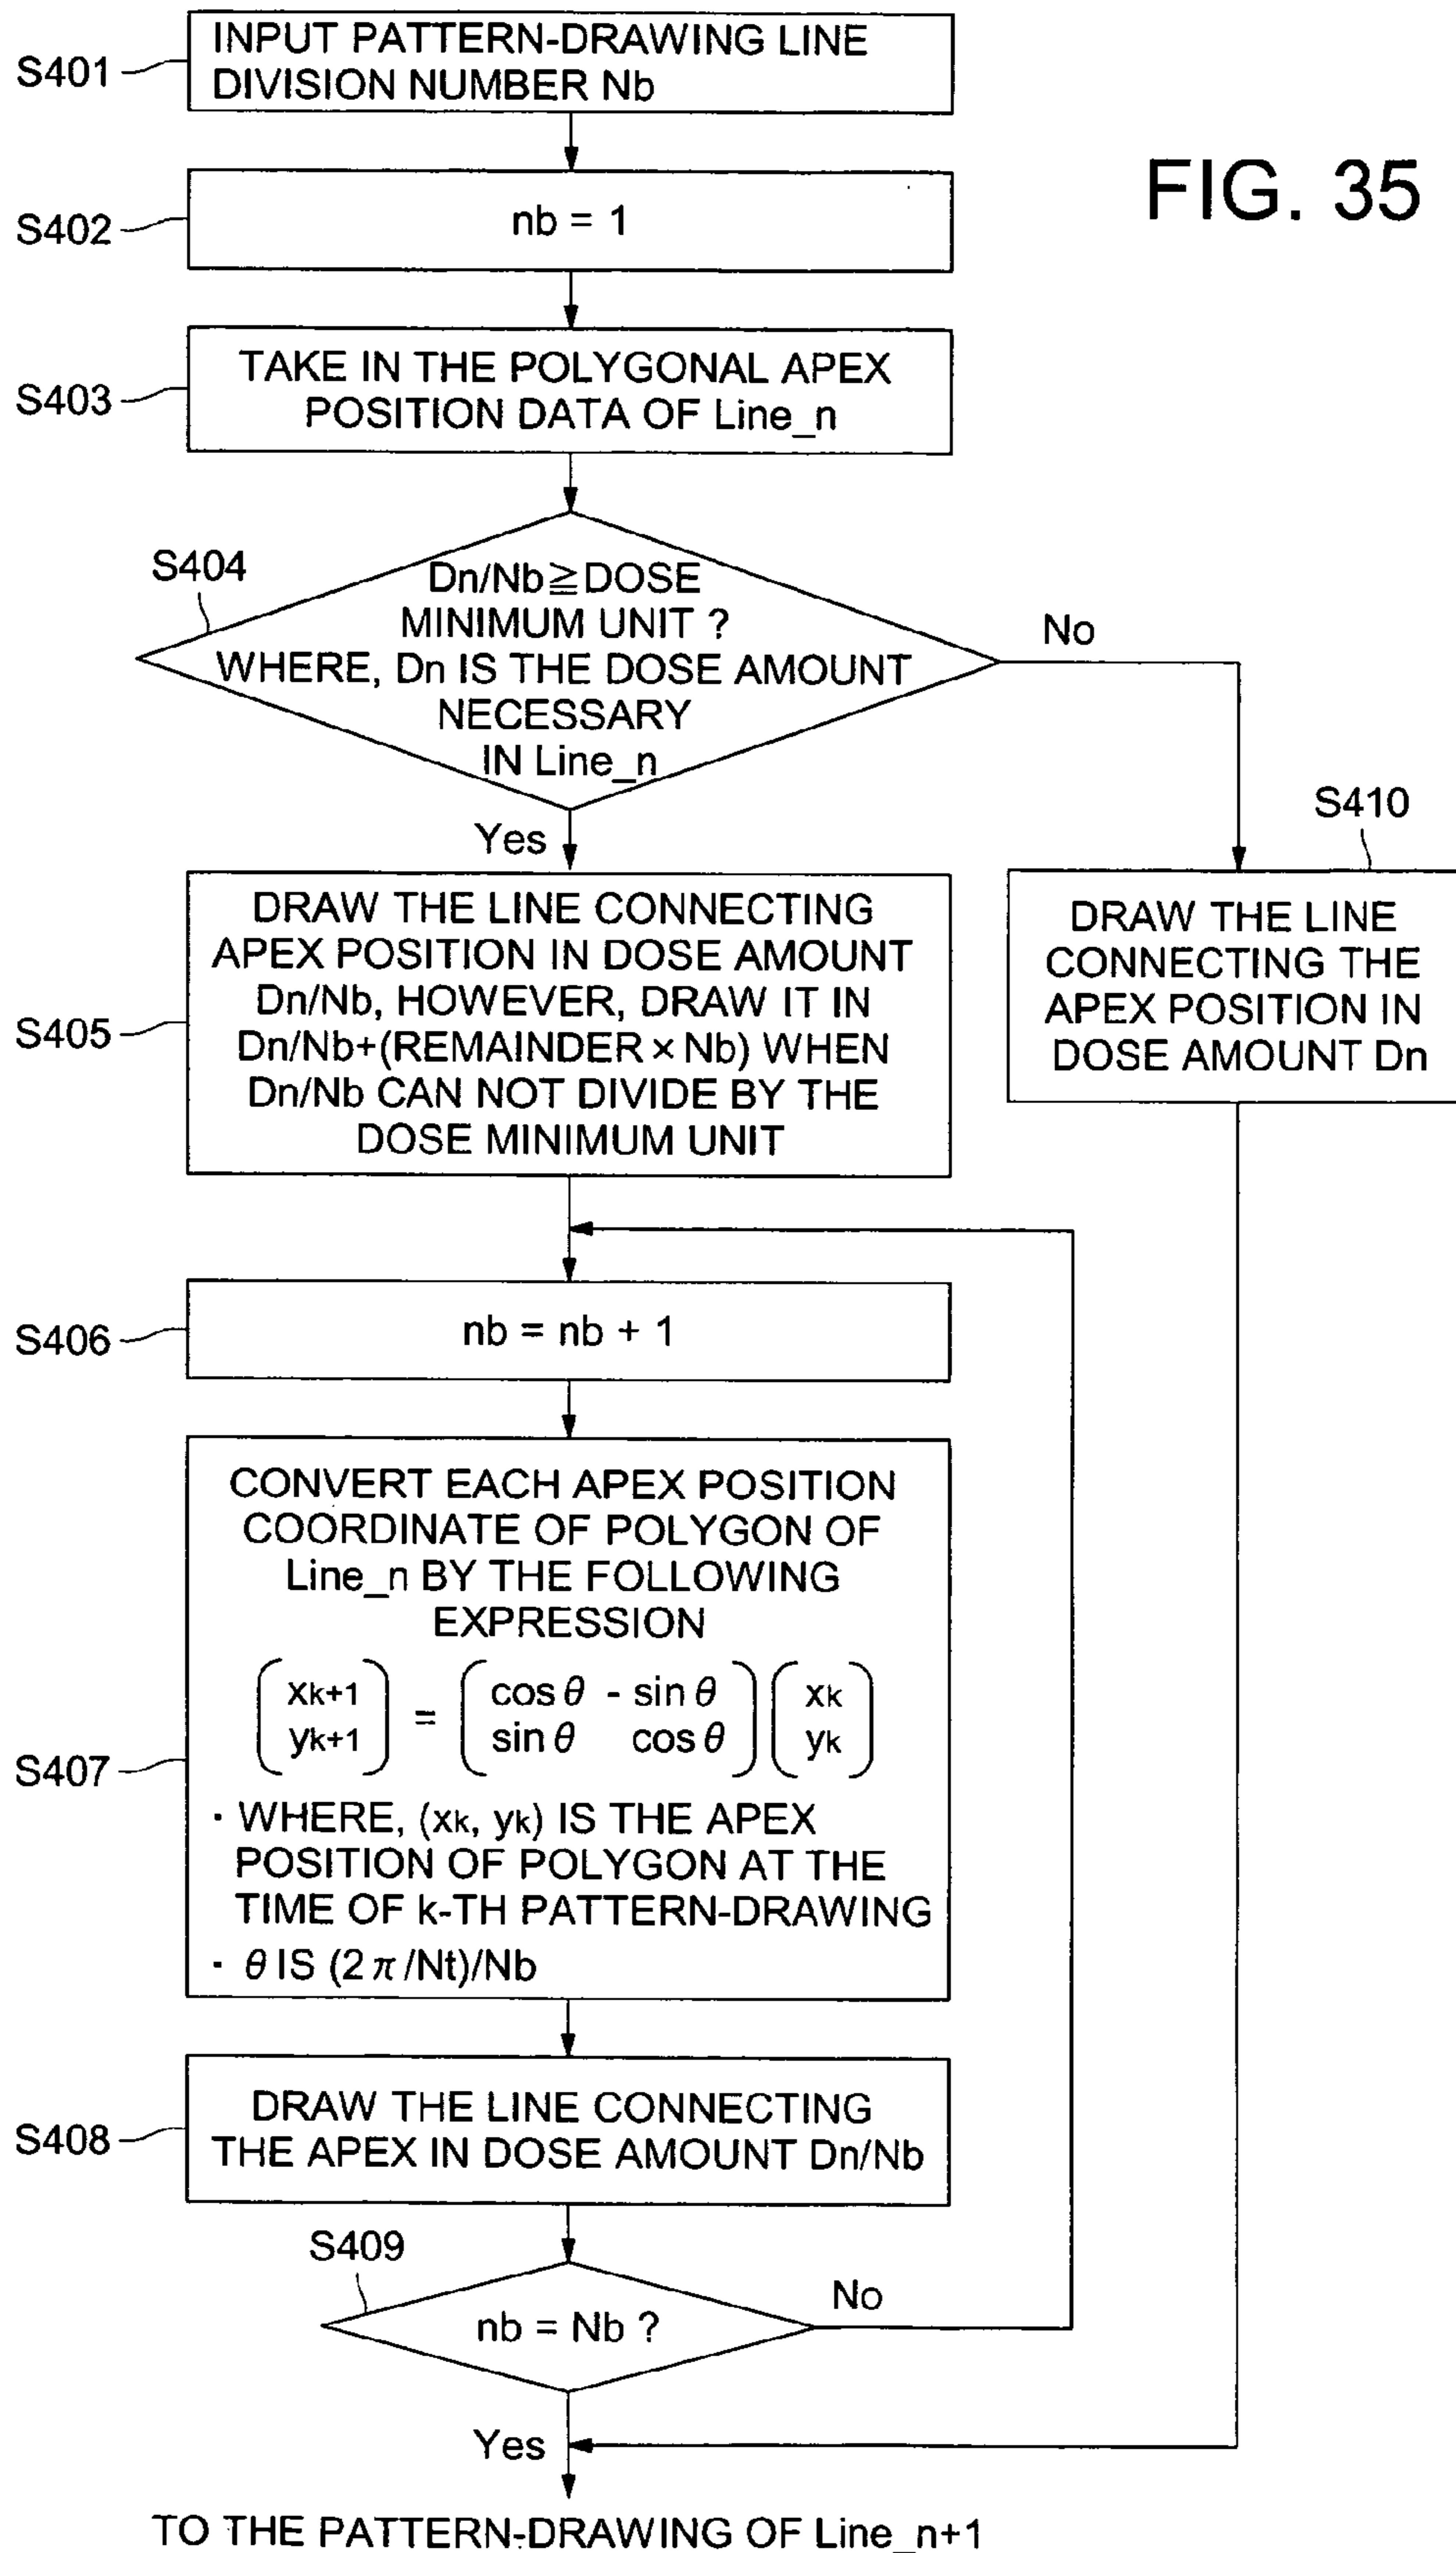 FIG. 35
S401
INPUT PATTERN-DRAWING LINE
DIVISION NUMBER Nb
S402
nb = 1
S403
TAKE IN THE POLYGONAL APEX
POSITION DATA OF Line_n
S404
Dn/Nb≧DOSE
MINIMUM UNIT ?
WHERE, Dn IS THE DOSE AMOUNT
NECESSARY
IN Line_n
No
Yes
S410
DRAW THE LINE
CONNECTING THE
APEX POSITION IN
DOSE AMOUNT Dn
S405
DRAW THE LINE CONNECTING
APEX POSITION IN DOSE AMOUNT
Dn/Nb, HOWEVER, DRAW IT IN
Dn/Nb+(REMAINDER × Nb) WHEN
Dn/Nb CAN NOT DIVIDE BY THE
DOSE MINIMUM UNIT
S406
nb = nb + 1
S407
CONVERT EACH APEX POSITION
COORDINATE OF POLYGON OF
Line_n BY THE FOLLOWING
EXPRESSION
( xk+1 ) = ( cos θ - sin θ ) ( xk )
( yk+1 ) ( sin θ cos θ ) ( yk )
· WHERE, (xk, yk) IS THE APEX
POSITION OF POLYGON AT THE
TIME OF k-TH PATTERN-DRAWING
· θ IS (2π/Nt)/Nb
S408
DRAW THE LINE CONNECTING
THE APEX IN DOSE AMOUNT Dn/Nb
S409
nb = Nb ?
No
Yes
TO THE PATTERN-DRAWING OF Line_n+1